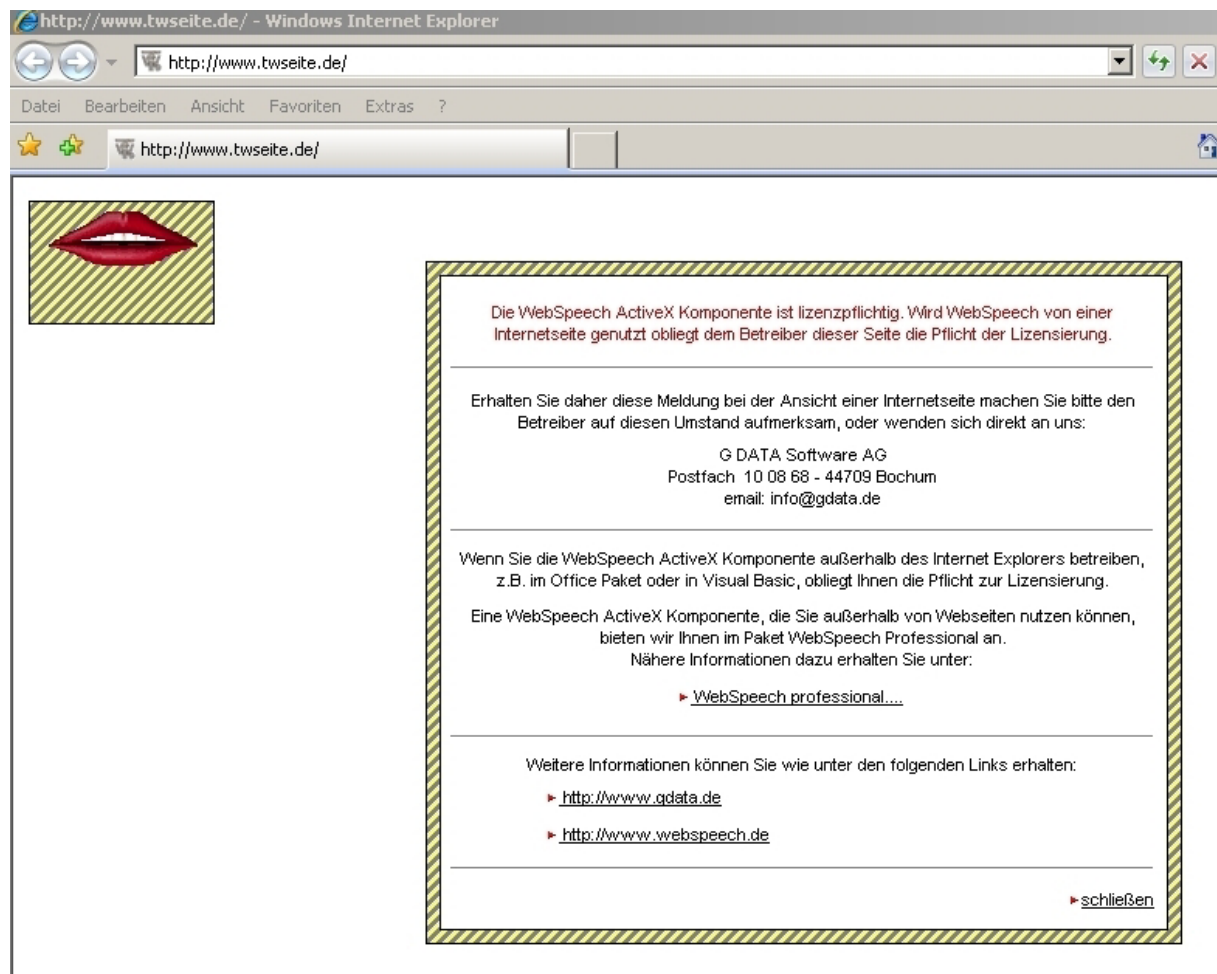 http://www.twseite.de/ - Windows Internet Explorer
http://www.twseite.de/
Datei Bearbeiten Ansicht Favoriten Extras ?
http://www.twseite.de/
Die WebSpeech ActiveX Komponente ist lizenzpflichtig. Wird WebSpeech von einer
Internetseite genutzt obliegt dem Betreiber dieser Seite die Pflicht der Lizensierung.
Erhalten Sie daher diese Meldung bei der Ansicht einer Internetseite machen Sie bitte den
Betreiber auf diesen Umstand aufmerksam, oder wenden sich direkt an uns:
G DATA Software AG
Postfach 10 08 68 - 44709 Bochum
email: info@gdata.de
Wenn Sie die WebSpeech ActiveX Komponente außerhalb des Internet Explorers betreiben,
z.B. im Office Paket oder in Visual Basic, obliegt Ihnen die Pflicht zur Lizensierung.
Eine WebSpeech ActiveX Komponente, die Sie außerhalb von Webseiten nutzen können,
bieten wir Ihnen im Paket WebSpeech Professional an.
Nähere Informationen dazu erhalten Sie unter:
WebSpeech professional....
Weitere Informationen können Sie wie unter den folgenden Links erhalten:
http://www.gdata.de
http://www.webspeech.de
schließen